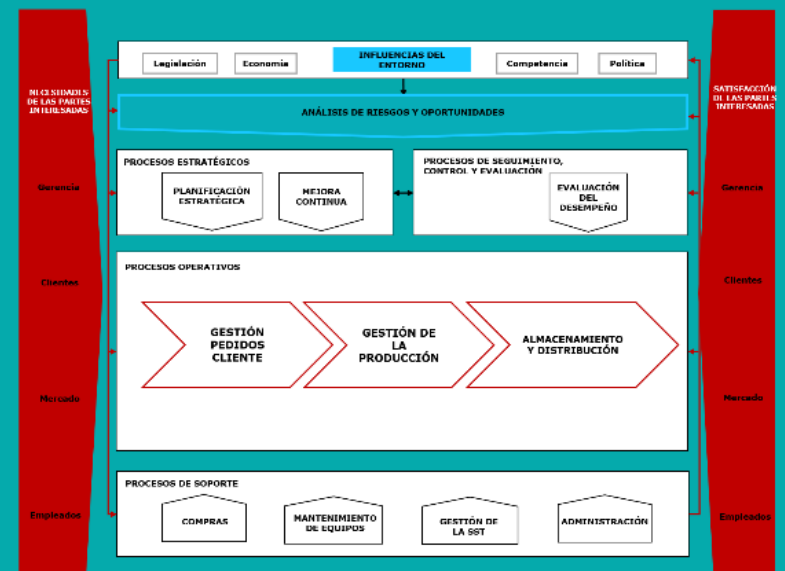 INFLUENCIAS DEL
ENTORNO
Legislación
Economía
Competencia
Política
NECESIDADES
DE LAS PARTES
INTERESADAS
SATISFACCIÓN
DE LAS PARTES
INTERESADAS
ANÁLISIS DE RIESGOS Y OPORTUNIDADES
PROCESOS ESTRATÉGICOS
PLANIFICACIÓN
ESTRATÉGICA
MEJORA
CONTINUA
PROCESOS DE SEGUIMIENTO,
CONTROL Y EVALUACIÓN
EVALUACIÓN
DEL
DESEMPEÑO
Gerencia
Gerencia
PROCESOS OPERATIVOS
Clientes
Clientes
GESTIÓN
PEDIDOS
CLIENTE
GESTIÓN DE
LA
PRODUCCIÓN
ALMACENAMIENTO
Y DISTRIBUCIÓN
Mercado
Mercado
PROCESOS DE SOPORTE
Empleados
Empleados
COMPRAS
MANTENIMIENTO
DE EQUIPOS
GESTIÓN DE
LA SST
ADMINISTRACIÓN